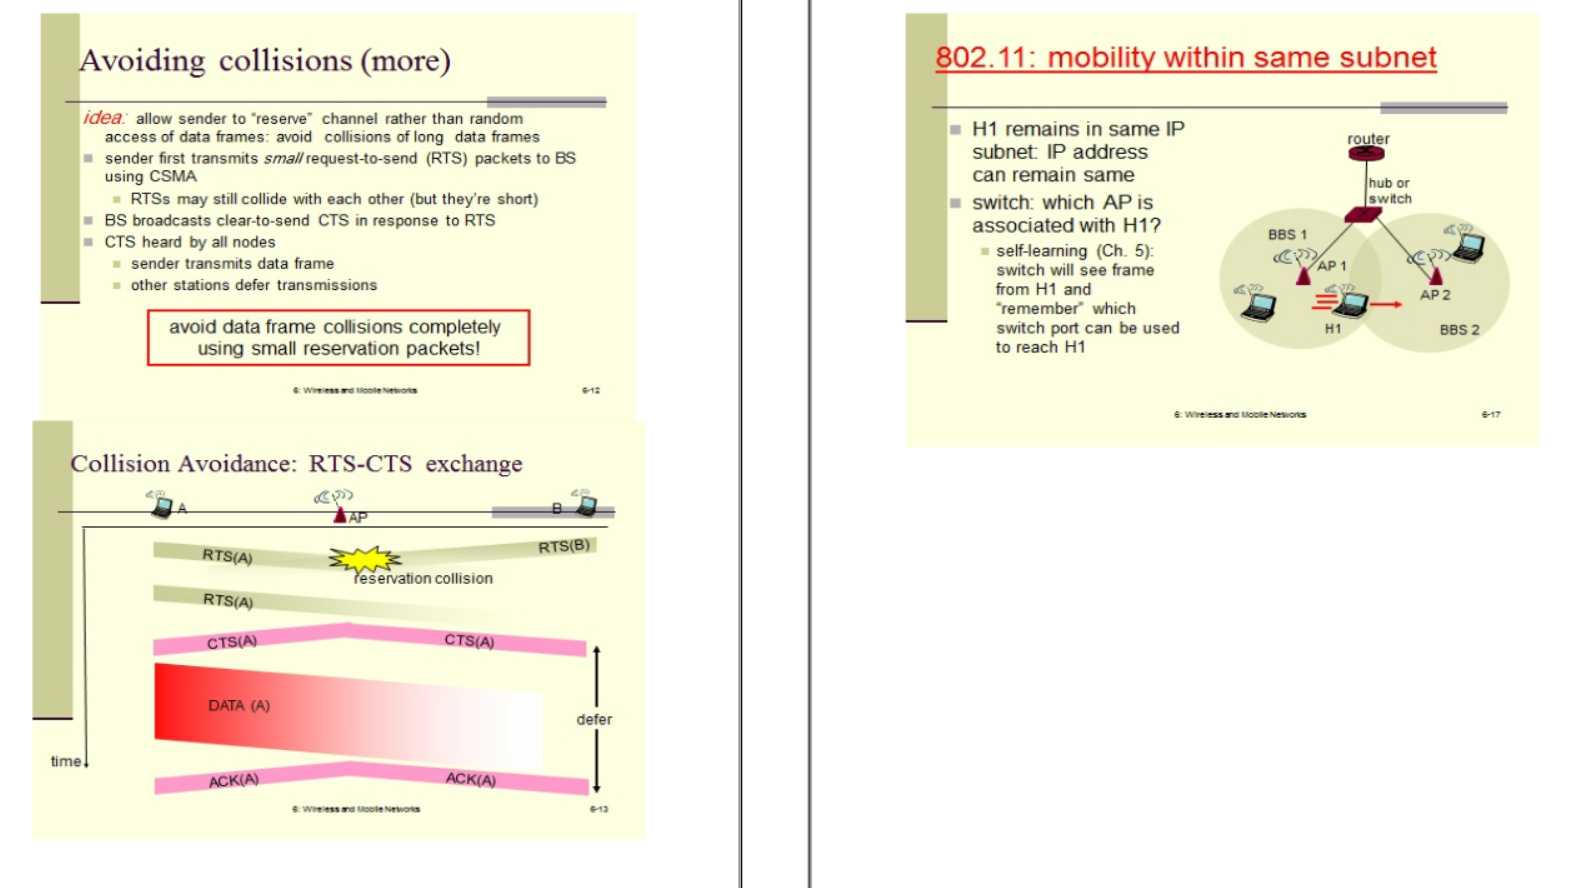 Avoiding collisions (more)
idea: allow sender to “reserve” channel rather than random
access of data frames: avoid collisions of long data frames
sender first transmits small request-to-send (RTS) packets to BS
using CSMA
RTSs may still collide with each other (but they’re short)
BS broadcasts clear-to-send CTS in response to RTS
CTS heard by all nodes
sender transmits data frame
other stations defer transmissions
avoid data frame collisions completely
using small reservation packets!
6: Wireless and Mobile Networks
6-12
Collision Avoidance: RTS-CTS exchange
A
AP
B
RTS(A)
RTS(B)
reservation collision
RTS(A)
CTS(A)
CTS(A)
DATA (A)
defer
time
ACK(A)
ACK(A)
6: Wireless and Mobile Networks
6-13
802.11: mobility within same subnet
H1 remains in same IP
subnet: IP address
can remain same
switch: which AP is
associated with H1?
self-learning (Ch. 5):
switch will see frame
from H1 and
“remember” which
switch port can be used
to reach H1
router
hub or
switch
BBS 1
AP 1
AP 2
H1
BBS 2
6: Wireless and Mobile Networks
6-17